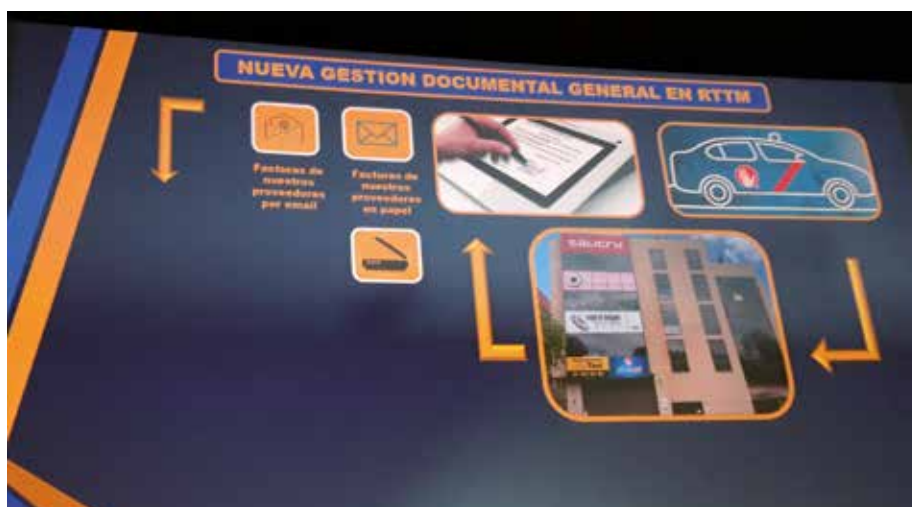 NUEVA GESTION DOCUMENTAL GENERAL EN RTTM
Facturas de
nuestros
proveedores
por email
Facturas de
nuestros
proveedores
en papel